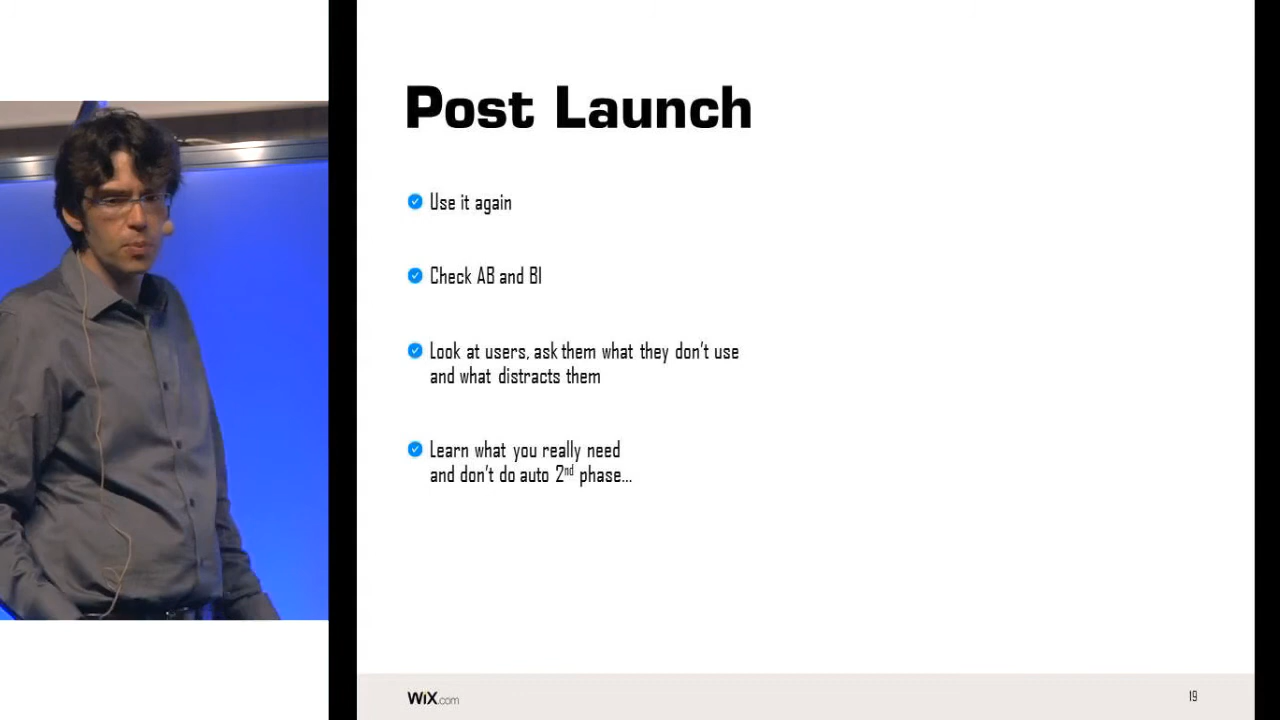 Post Launch
Use it again
Check AB and BI
Look at users, ask them what they don't use
and what distracts them
Learn what you really need
and don't do auto 2nd phase...
WiX.com
19